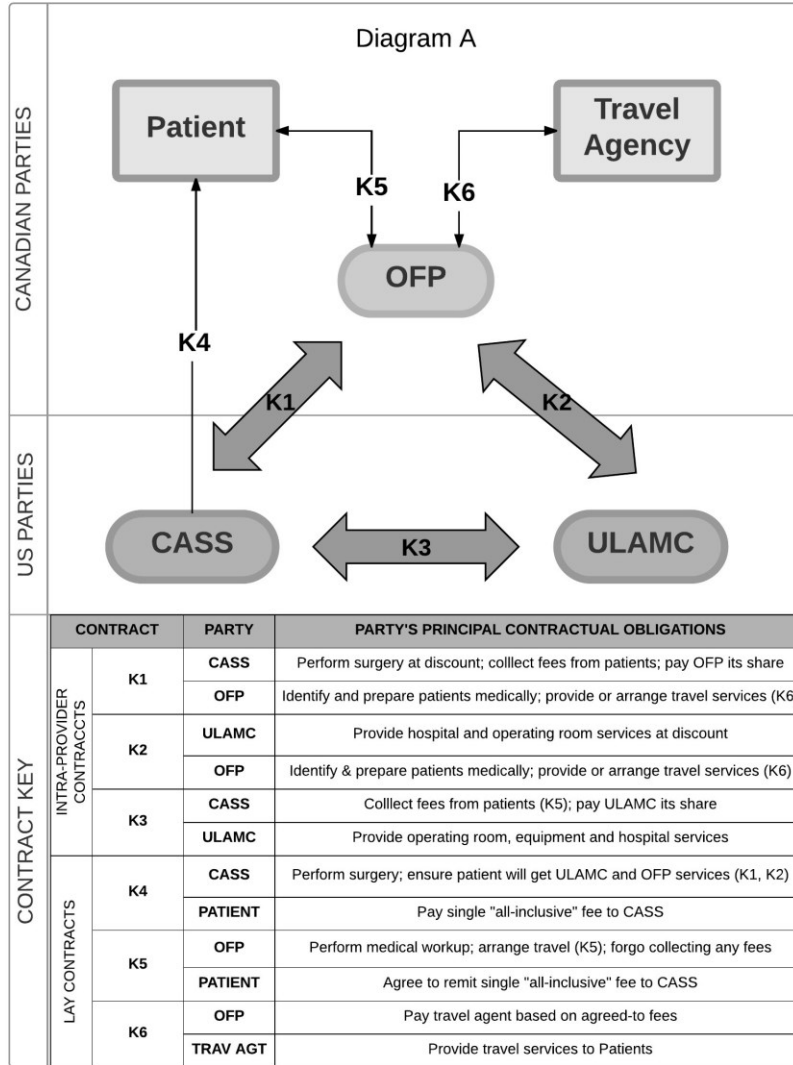 Diagram A
CANADIAN PARTIES
Patient
Travel
Agency
K5
K6
OFP
K4
K1
K2
US PARTIES
CASS
K3
ULAMC
CONTRACT KEY
CONTRACT PARTY PARTY'S PRINCIPAL CONTRACTUAL OBLIGATIONS
INTRA-PROVIDER
CONTRACCTS
K1
CASS Perform surgery at discount; colllect fees from patients; pay OFP its share
OFP Identify and prepare patients medically; provide or arrange travel services (K6
K2
ULAMC Provide hospital and operating room services at discount
OFP Identify & prepare patients medically; provide or arrange travel services (K6)
K3
CASS Colllect fees from patients (K5); pay ULAMC its share
ULAMC Provide operating room, equipment and hospital services
LAY CONTRACTS
K4
CASS Perform surgery; ensure patient will get ULAMC and OFP services (K1, K2)
PATIENT Pay single "all-inclusive" fee to CASS
K5
OFP Perform medical workup; arrange travel (K5); forgo collecting any fees
PATIENT Agree to remit single "all-inclusive" fee to CASS
K6
OFP Pay travel agent based on agreed-to fees
TRAV AGT Provide travel services to Patients